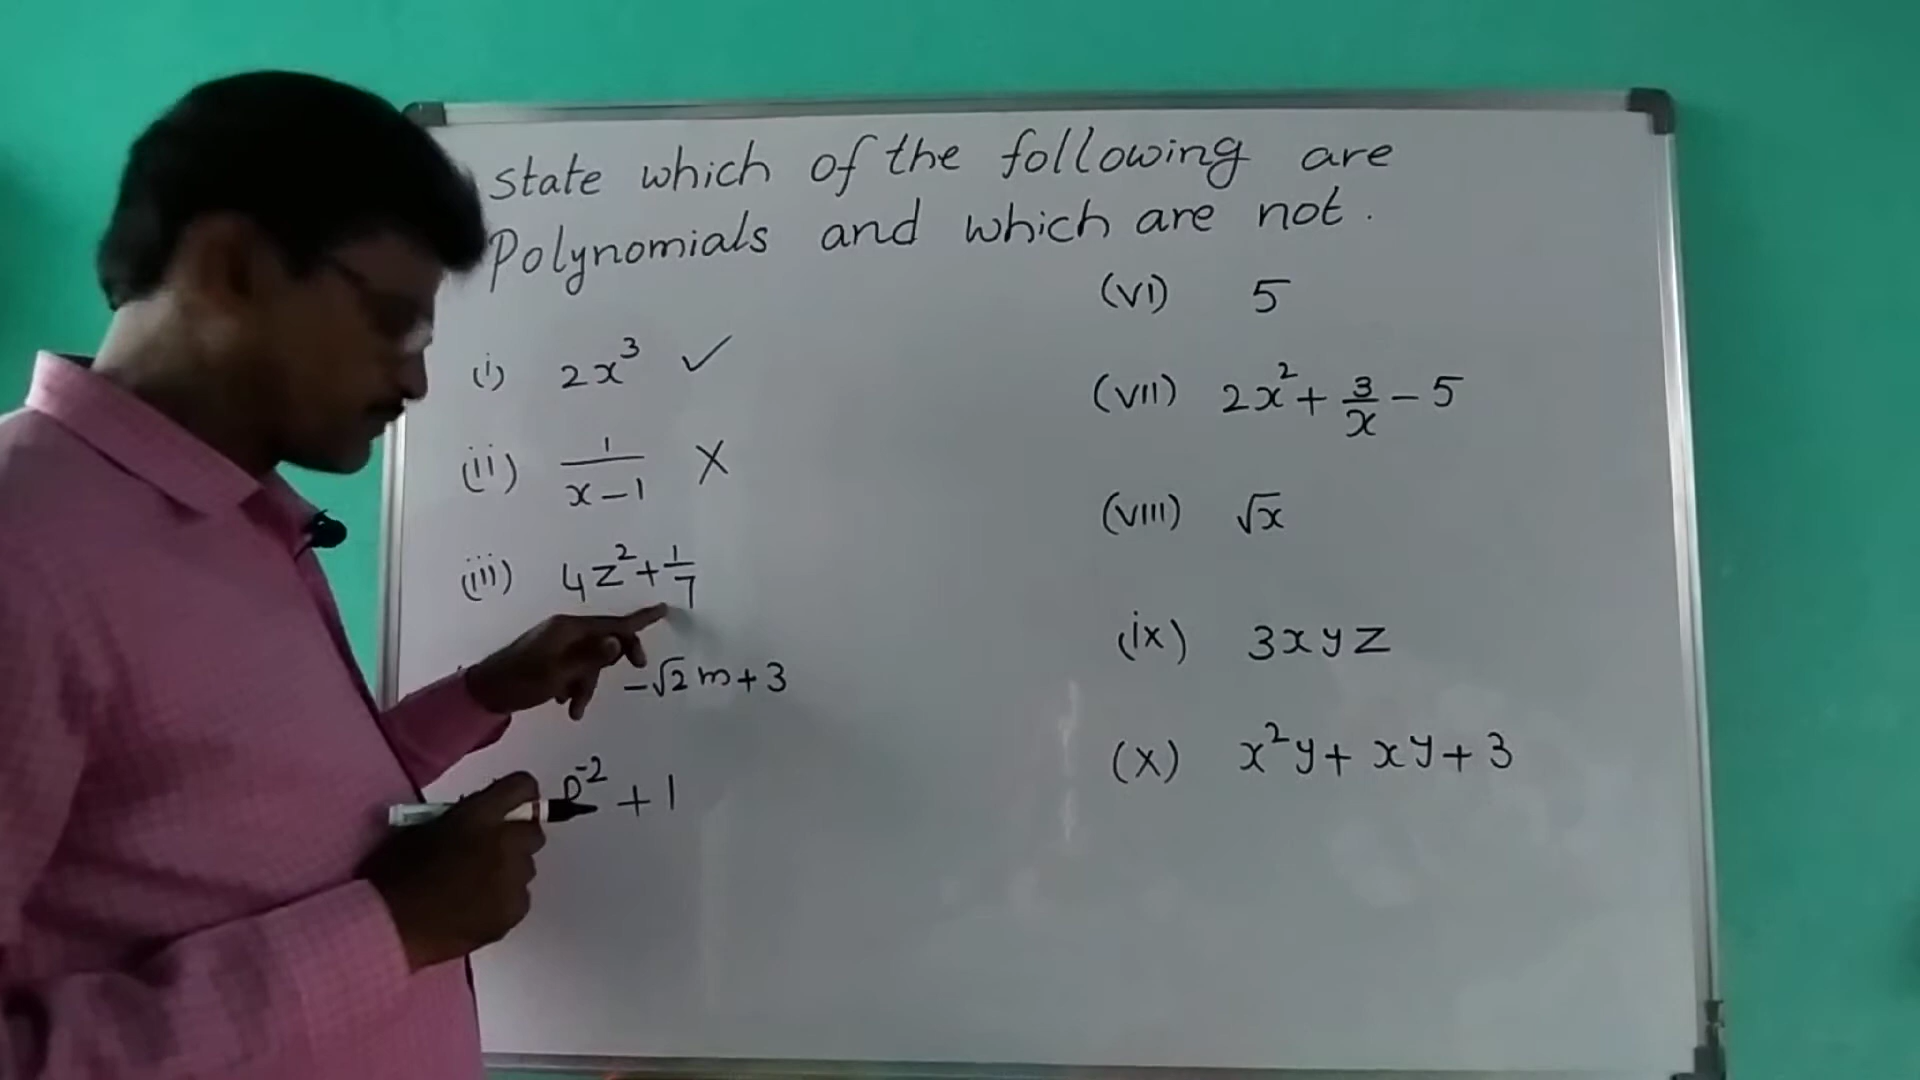 State which of the following are
Polynomials and which are not.
(i) 2x³ ✓
(ii) 1/(x-1) X
(iii) 4z²+1/7
-√2 m+3
p⁻²+1
(VI) 5
(VII) 2x²+3/x-5
(VIII) √x
(ix) 3xyz
(X) x²y+xy+3